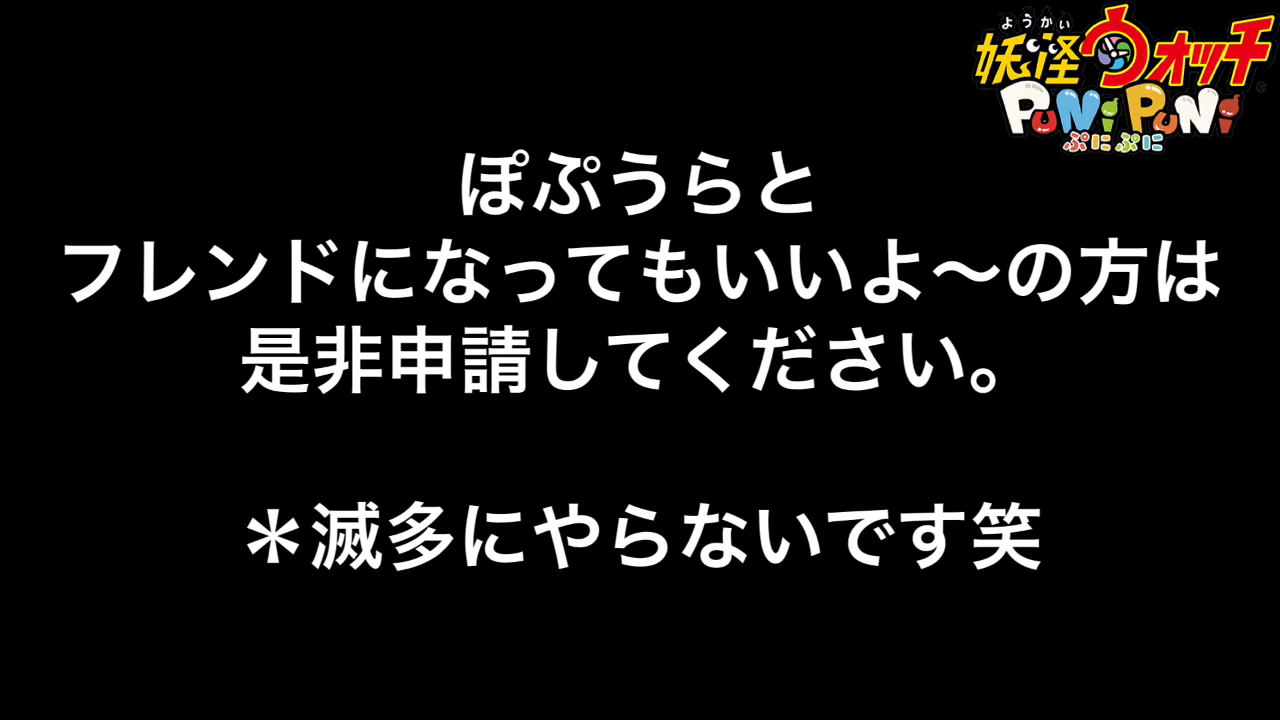 ようかい
妖怪ウォッチ
PUNiPUNi
ぷにぷに
ぽぷうらと
フレンドになってもいいよ〜の方は
是非申請してください。
＊滅多にやらないです笑